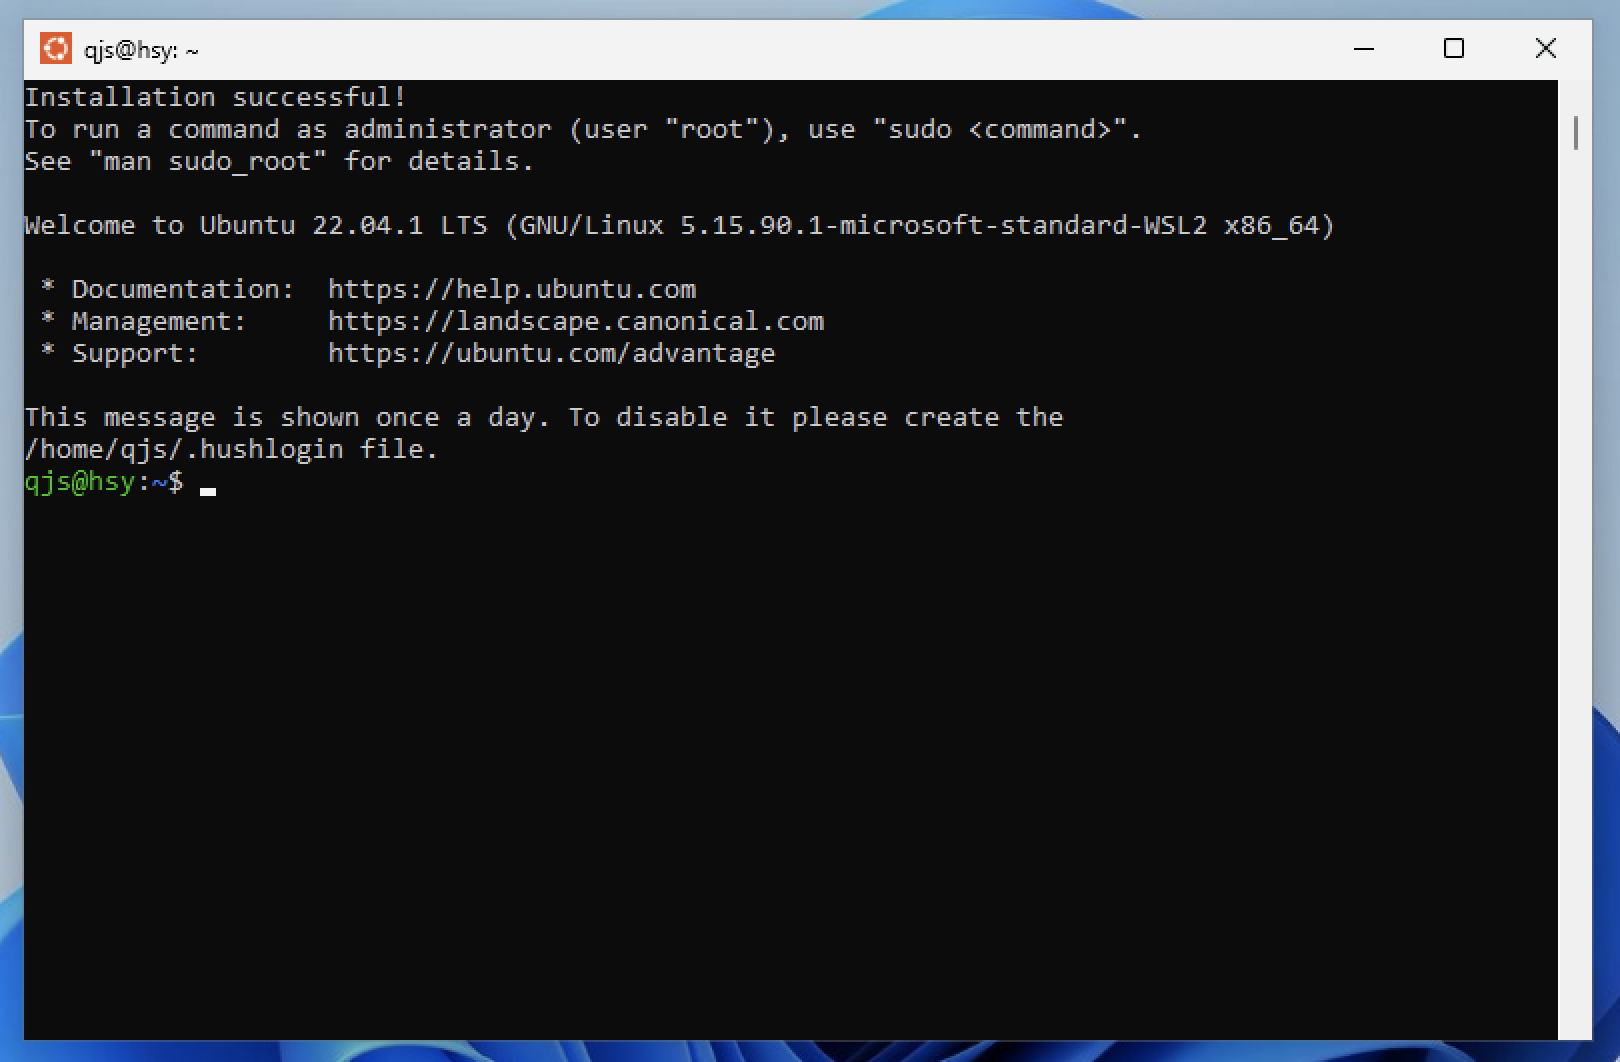 qjs@hsy: ~
Installation successful!
To run a command as administrator (user "root"), use "sudo <command>".
See "man sudo_root" for details.
Welcome to Ubuntu 22.04.1 LTS (GNU/Linux 5.15.90.1-microsoft-standard-WSL2 x86_64)
 * Documentation:  https://help.ubuntu.com
 * Management:     https://landscape.canonical.com
 * Support:        https://ubuntu.com/advantage
This message is shown once a day. To disable it please create the
/home/qjs/.hushlogin file.
qjs@hsy:~$